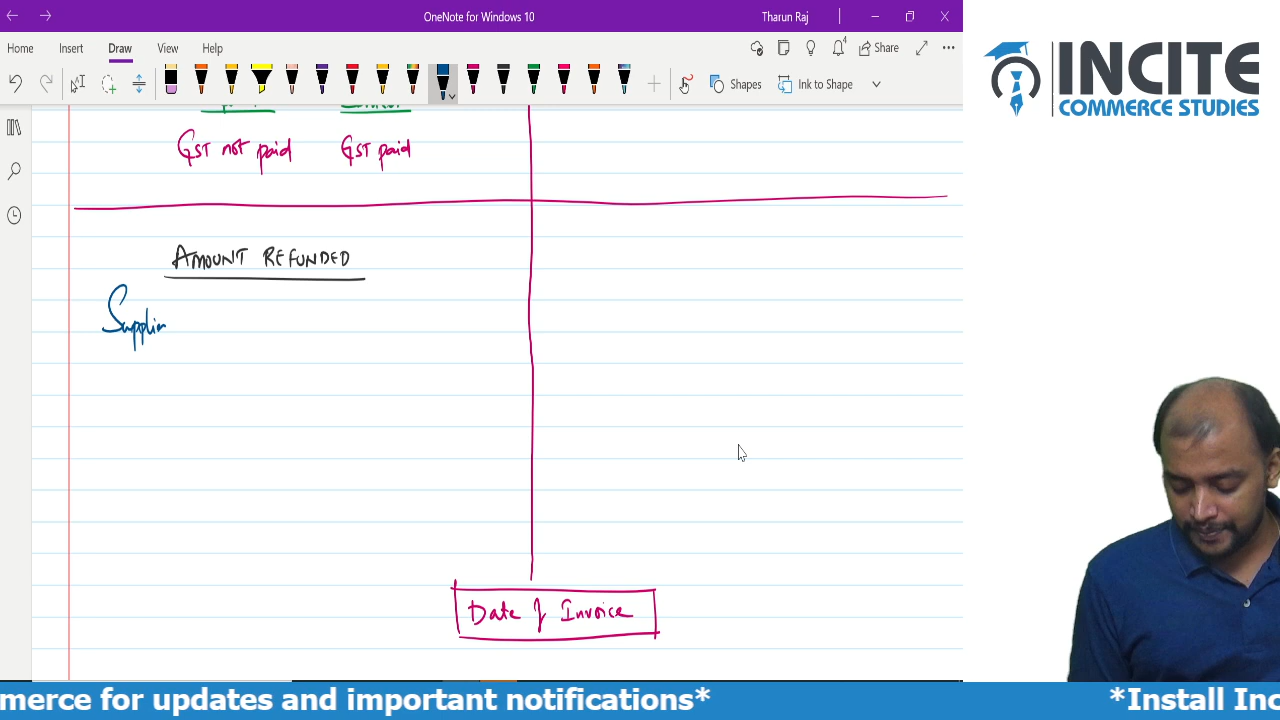 OneNote for Windows 10
Tharun Raj
Home Insert Draw View Help
4
Share
Shapes
Ink to Shape
INCITE
COMMERCE STUDIES
GST not paid GST paid
AMOUNT REFUNDED
Supplier
Date of Invoice
merce for updates and important notifications* *Install Inc